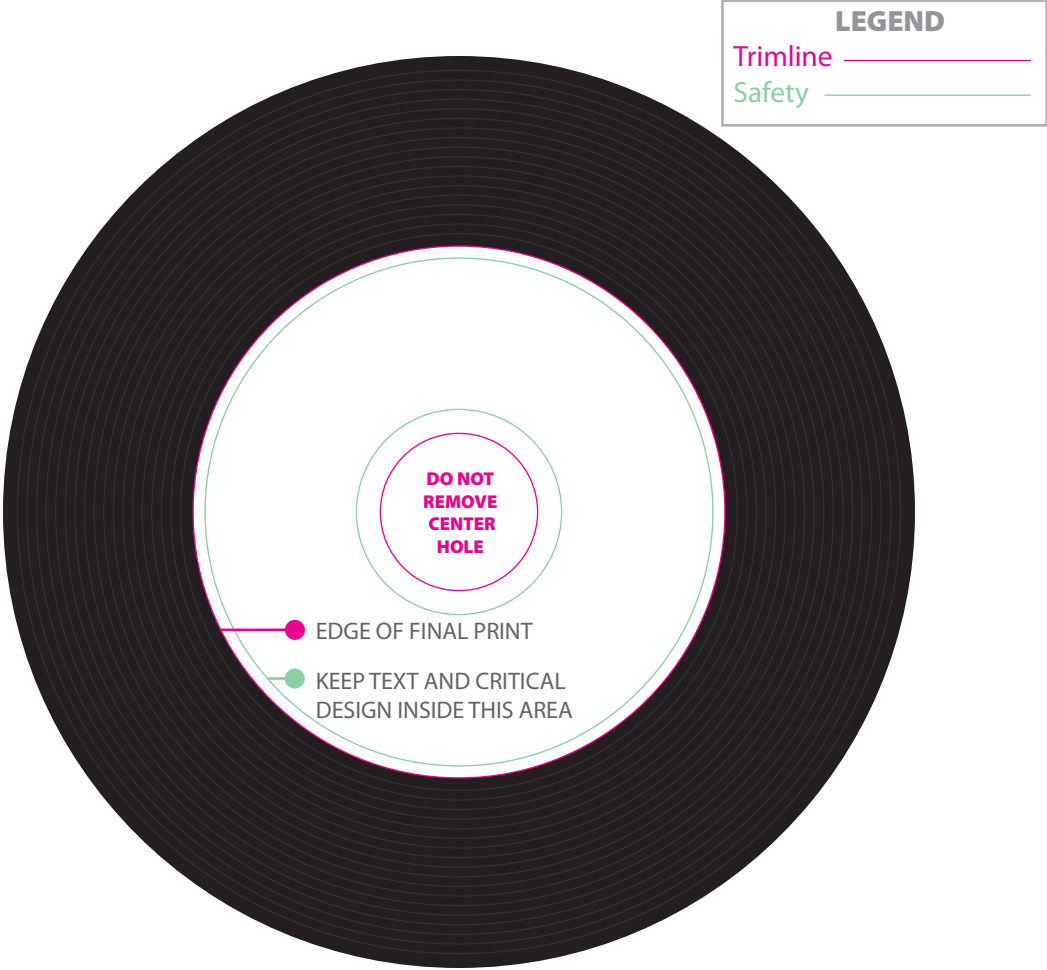 LEGEND
Trimline
Safety
DO NOT
REMOVE
CENTER
HOLE
EDGE OF FINAL PRINT
KEEP TEXT AND CRITICAL
DESIGN INSIDE THIS AREA